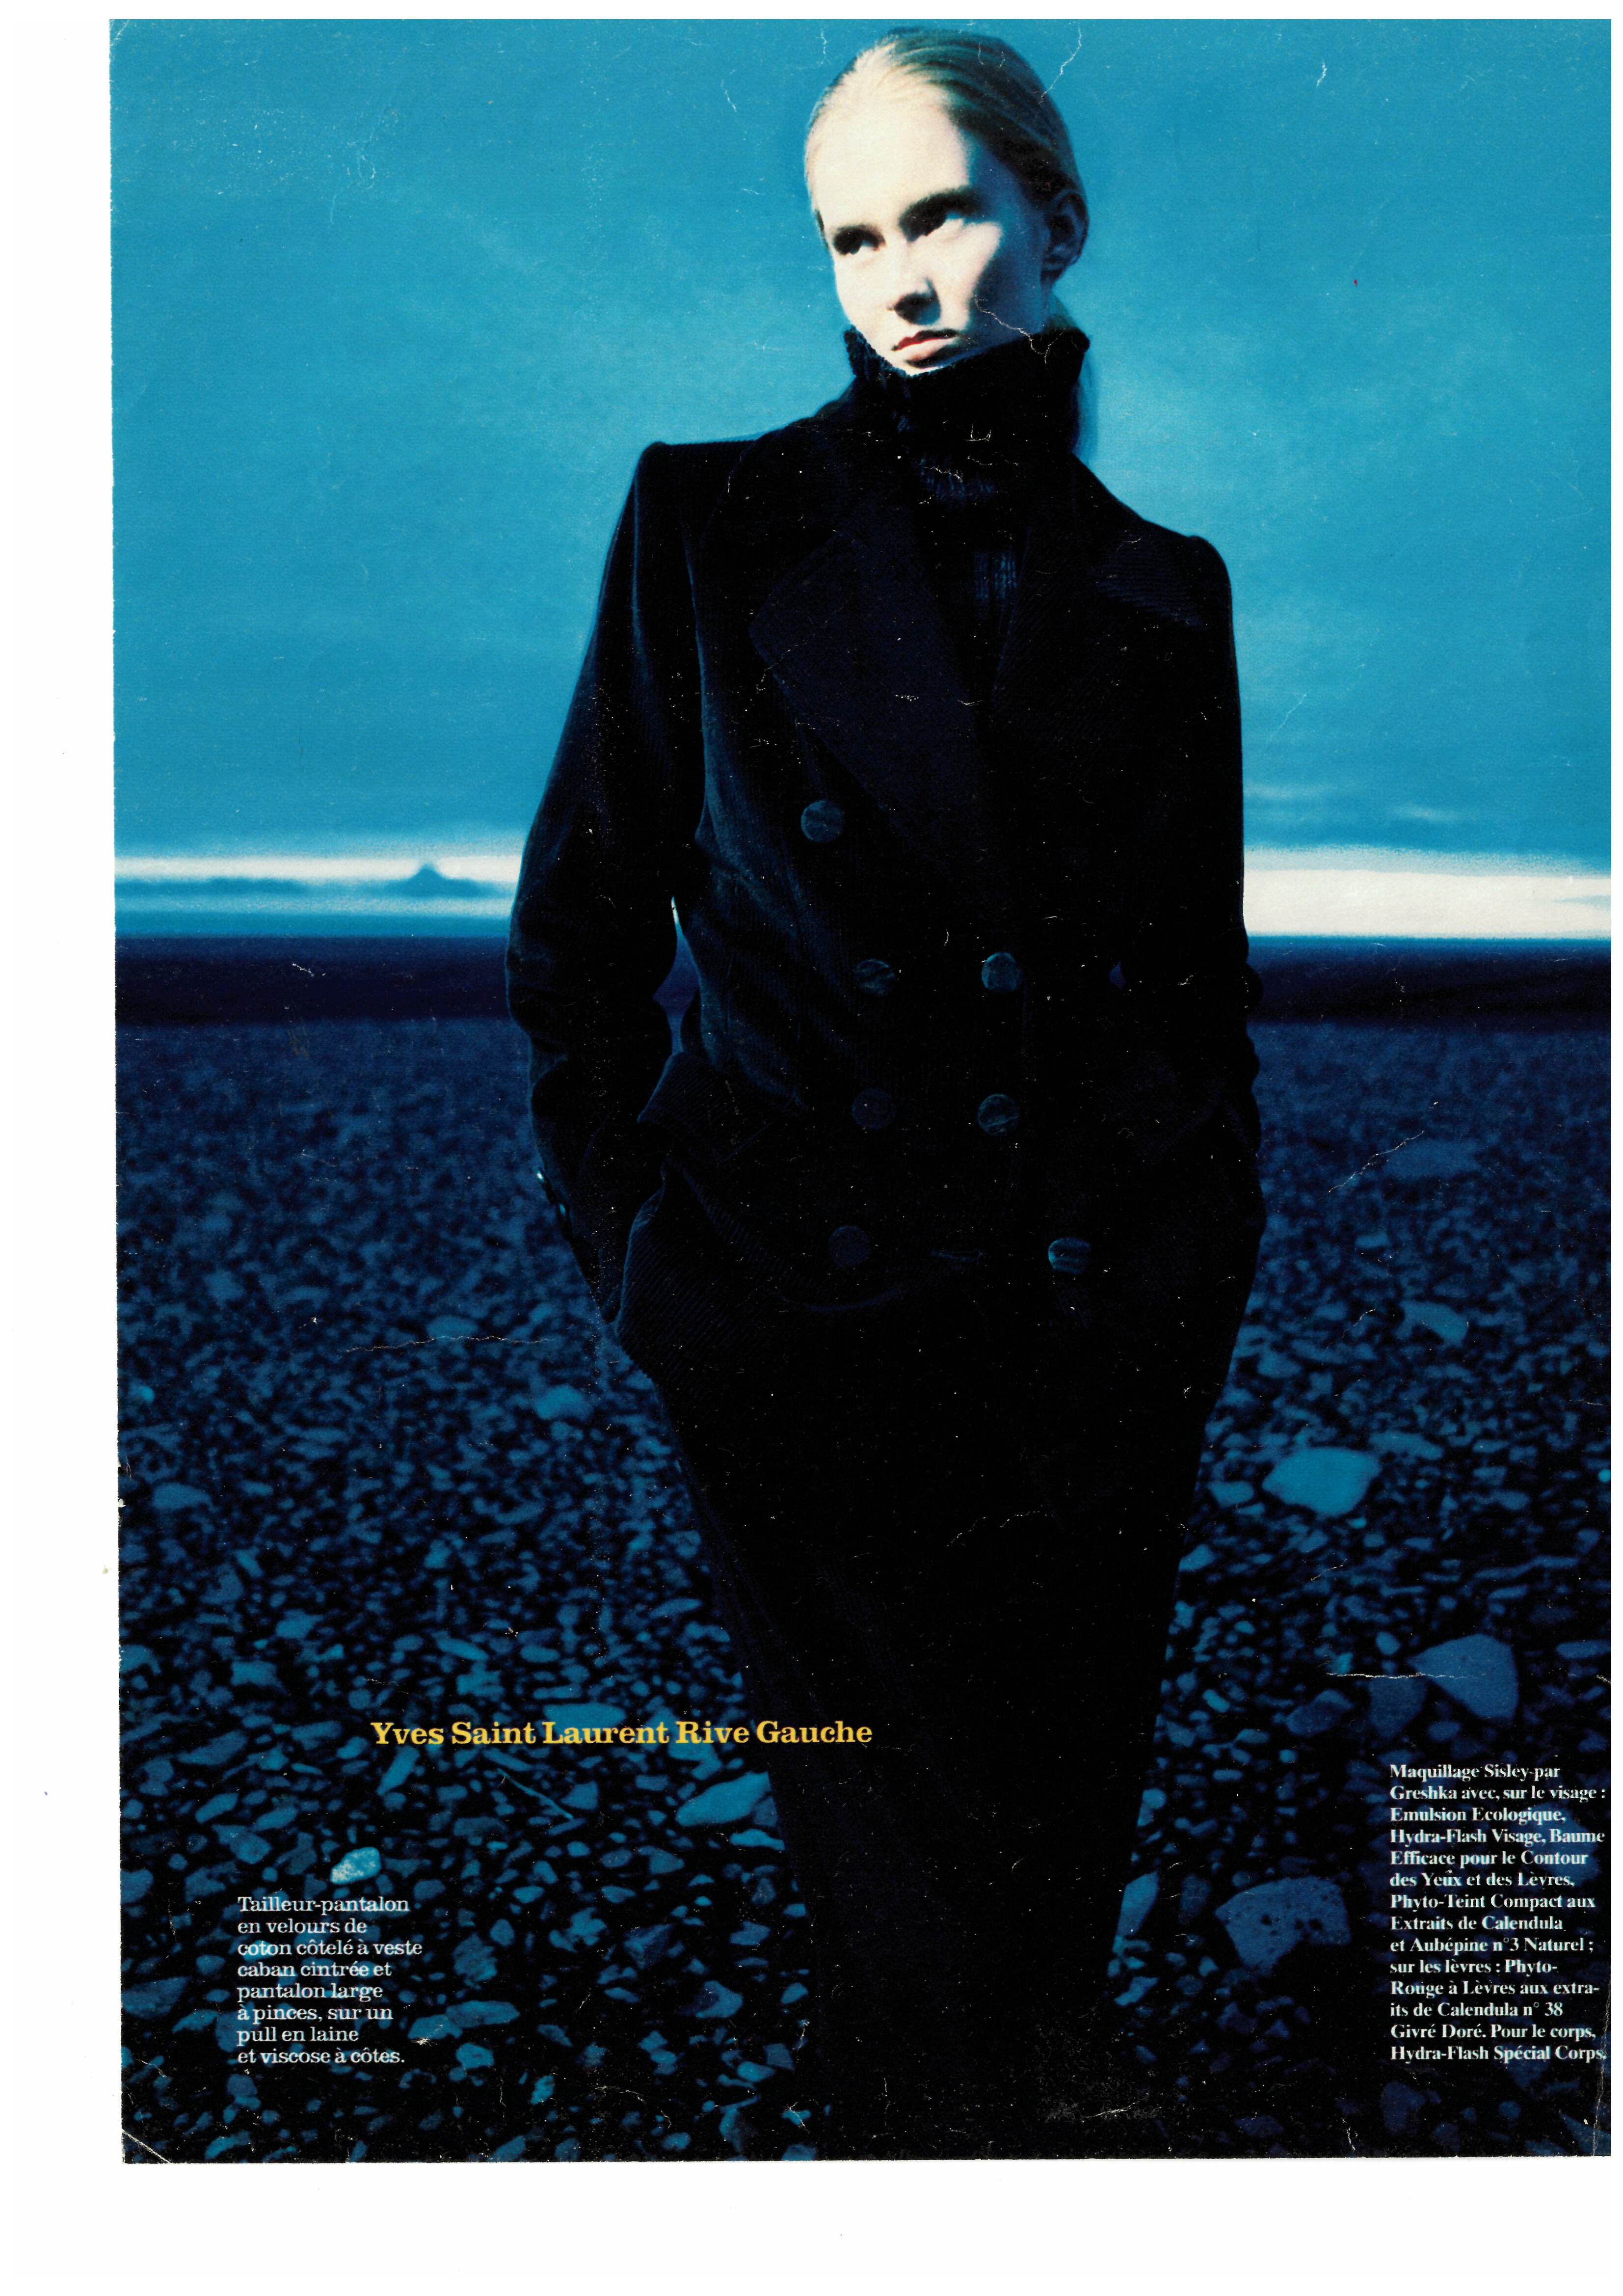 Yves Saint Laurent Rive Gauche
Tailleur-pantalon
en velours de
coton côtelé à veste
caban cintrée et
pantalon large
à pinces, sur un
pull en laine
et viscose à côtes.
Maquillage Sisley par
Greshka avec, sur le visage :
Emulsion Ecologique,
Hydra-Flash Visage, Baume
Efficace pour le Contour
des Yeux et des Lèvres,
Phyto-Teint Compact aux
Extraits de Calendula
et Aubépine n°3 Naturel ;
sur les lèvres : Phyto-
Rouge à Lèvres aux extra-
its de Calendula n° 38
Givré Doré. Pour le corps,
Hydra-Flash Spécial Corps.